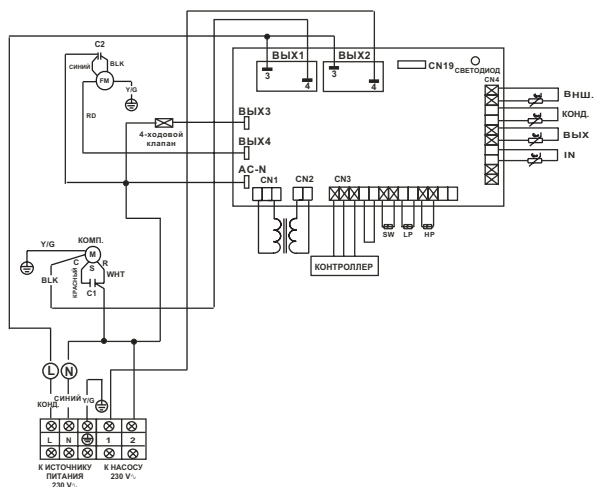 C2
СИНИЙ
BLK
FM
Y/G
RD
4-ходовой
клапан
ВЫХ1
ВЫХ2
3
4
3
4
CN19
СВЕТОДИОД
CN4
ВНШ.
КОНД.
ВЫХ
IN
ВЫХ3
ВЫХ4
AC-N
CN1
CN2
CN3
SW
LP
HP
КОНТРОЛЛЕР
Y/G
КОМП.
M
C
S
R
BLK
КРАСНЫЙ
WHT
C1
L
N
КОНД.
СИНИЙ
Y/G
L
N
1
2
К ИСТОЧНИКУ
ПИТАНИЯ
230 V∿
К НАСОСУ
230 V∿